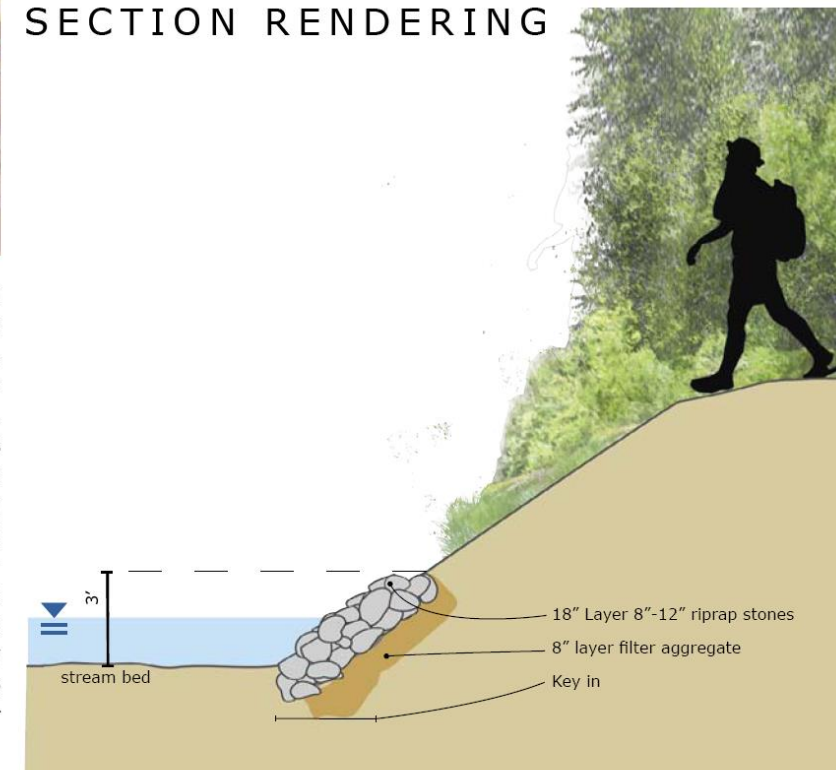 SECTION RENDERING
3’
stream bed
18” Layer 8”-12” riprap stones
8” layer filter aggregate
Key in